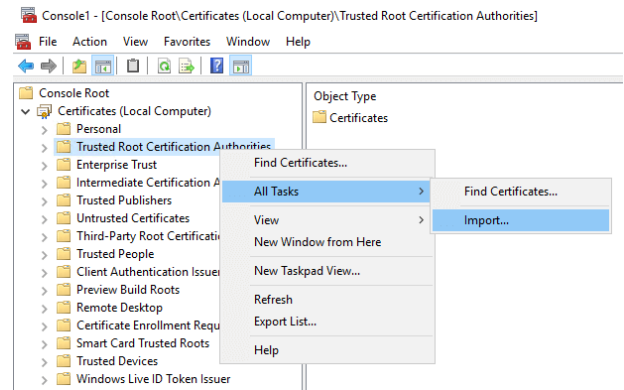 Console1 - [Console Root\Certificates (Local Computer)\Trusted Root Certification Authorities]
File Action View Favorites Window Help
Console Root
Certificates (Local Computer)
Personal
Trusted Root Certification Authorities
Enterprise Trust
Intermediate Certification A
Trusted Publishers
Untrusted Certificates
Third-Party Root Certificati
Trusted People
Client Authentication Issuer
Preview Build Roots
Remote Desktop
Certificate Enrollment Requ
Smart Card Trusted Roots
Trusted Devices
Windows Live ID Token Issuer
Object Type
Certificates
Find Certificates...
All Tasks
View
New Window from Here
New Taskpad View...
Refresh
Export List...
Help
Find Certificates...
Import...